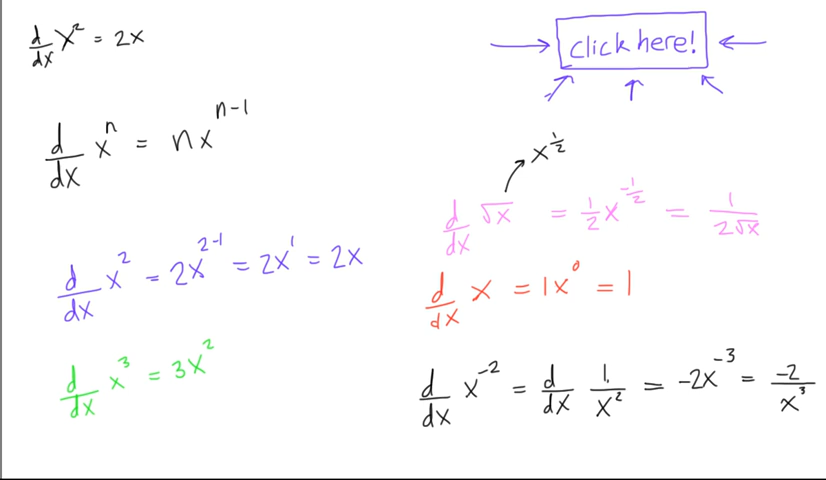 d/dx x² = 2x
d/dx xⁿ = nxⁿ⁻¹
d/dx x² = 2x²⁻¹ = 2x¹ = 2x
d/dx x³ = 3x²
click here!
x^½
d/dx √x = ½x^-½ = 1/2√x
d/dx x = 1x⁰ = 1
d/dx x⁻² = d/dx 1/x² = -2x⁻³ = -2/x³